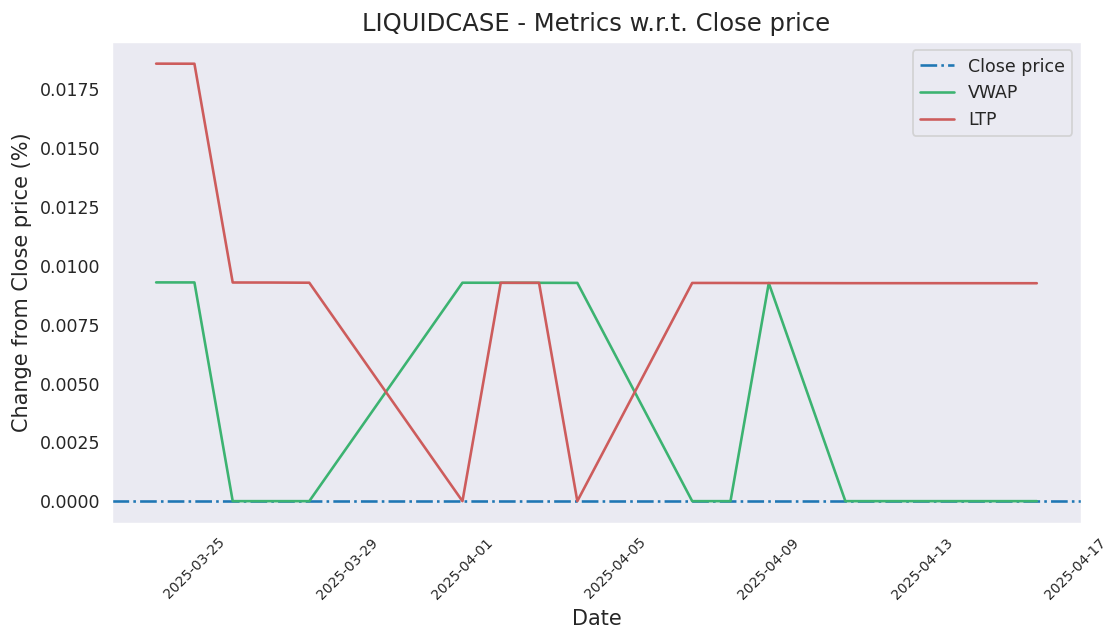 LIQUIDCASE - Metrics w.r.t. Close price
Close price
VWAP
LTP
Change from Close price (%)
0.0175
0.0150
0.0125
0.0100
0.0075
0.0050
0.0025
0.0000
2025-03-25
2025-03-29
2025-04-01
2025-04-05
2025-04-09
2025-04-13
2025-04-17
Date